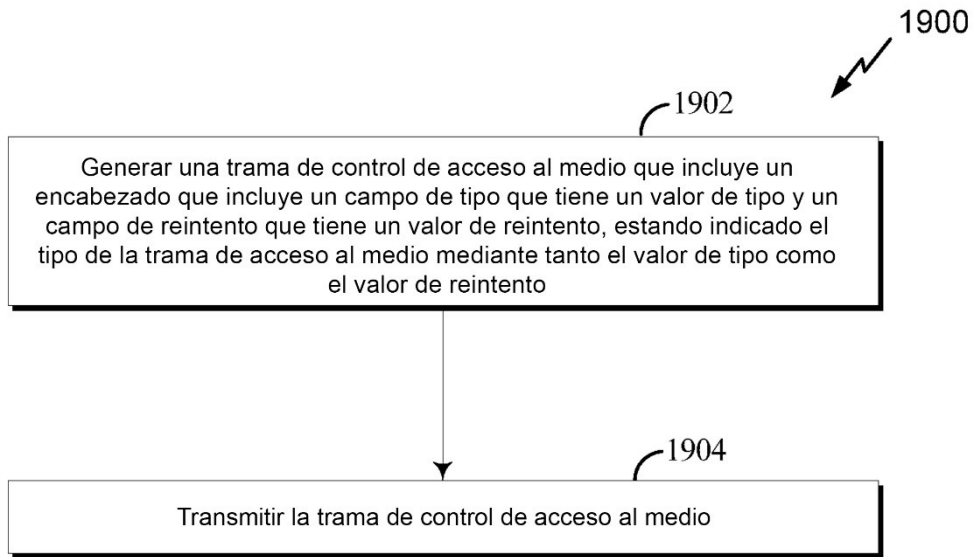 1900
1902
Generar una trama de control de acceso al medio que incluye un
encabezado que incluye un campo de tipo que tiene un valor de tipo y un
campo de reintento que tiene un valor de reintento, estando indicado el
tipo de la trama de acceso al medio mediante tanto el valor de tipo como
el valor de reintento
1904
Transmitir la trama de control de acceso al medio